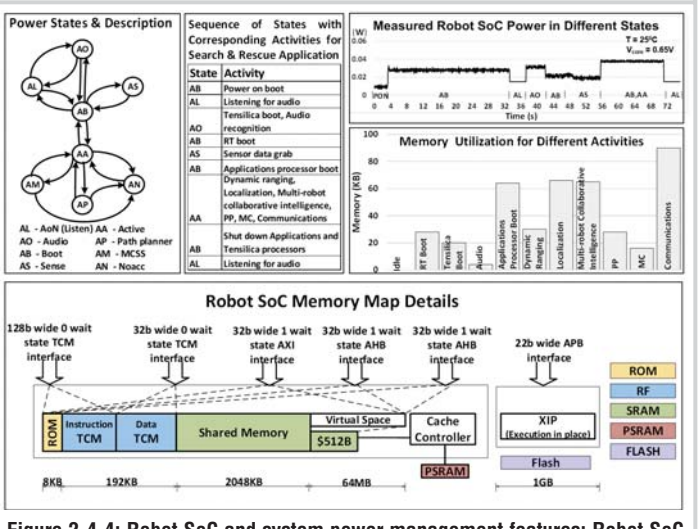 Power States & Description
AO
AL
AS
AB
AA
AM
AN
AP
AL - AoN (Listen) AA - Active
AO - Audio AP - Path planner
AB - Boot AM - MCSS
AS - Sense AN - Noacc
Sequence of States with
Corresponding Activities for
Search & Rescue Application
State Activity
AB Power on boot
AL Listening for audio
Tensilica boot, Audio
AO recognition
AB RT boot
AS Sensor data grab
AB Applications processor boot
Dynamic ranging,
Localization, Multi-robot
collaborative intelligence,
AA PP, MC, Communications
Shut down Applications and
AB Tensilica processors
AL Listening for audio
Measured Robot SoC Power in Different States
(W)
0.06
0.04
0.02
0
T = 25°C
VCORE = 0.65V
PON AB AL AO AB AS AB,AA AL
0 4 8 12 16 20 24 28 32 36 40 44 48 52 56 60 64 68 72
Time (s)
Memory Utilization for Different Activities
Memory (KB)
100
80
60
40
20
0
Idle
RT Boot
Tensilica Boot
Audio
Applications Processor Boot
Dynamic Ranging
Localization
Multi-robot Collaborative Intelligence
PP
MC
Communications
Robot SoC Memory Map Details
128b wide 0 wait
state TCM
interface
32b wide 0 wait
state TCM
interface
32b wide 1 wait
state AXI
interface
32b wide 1 wait
state AHB
interface
32b wide 1 wait
state AHB
interface
22b wide APB
interface
ROM
Instruction
TCM
Data
TCM
Shared Memory
Virtual Space
$512B
Cache
Controller
PSRAM
XIP
(Execution in place)
Flash
8KB 192KB 2048KB 64MB 1GB
ROM
RF
SRAM
PSRAM
FLASH
Figure 2.4.4: Robot SoC and system power management features: Robot SoC